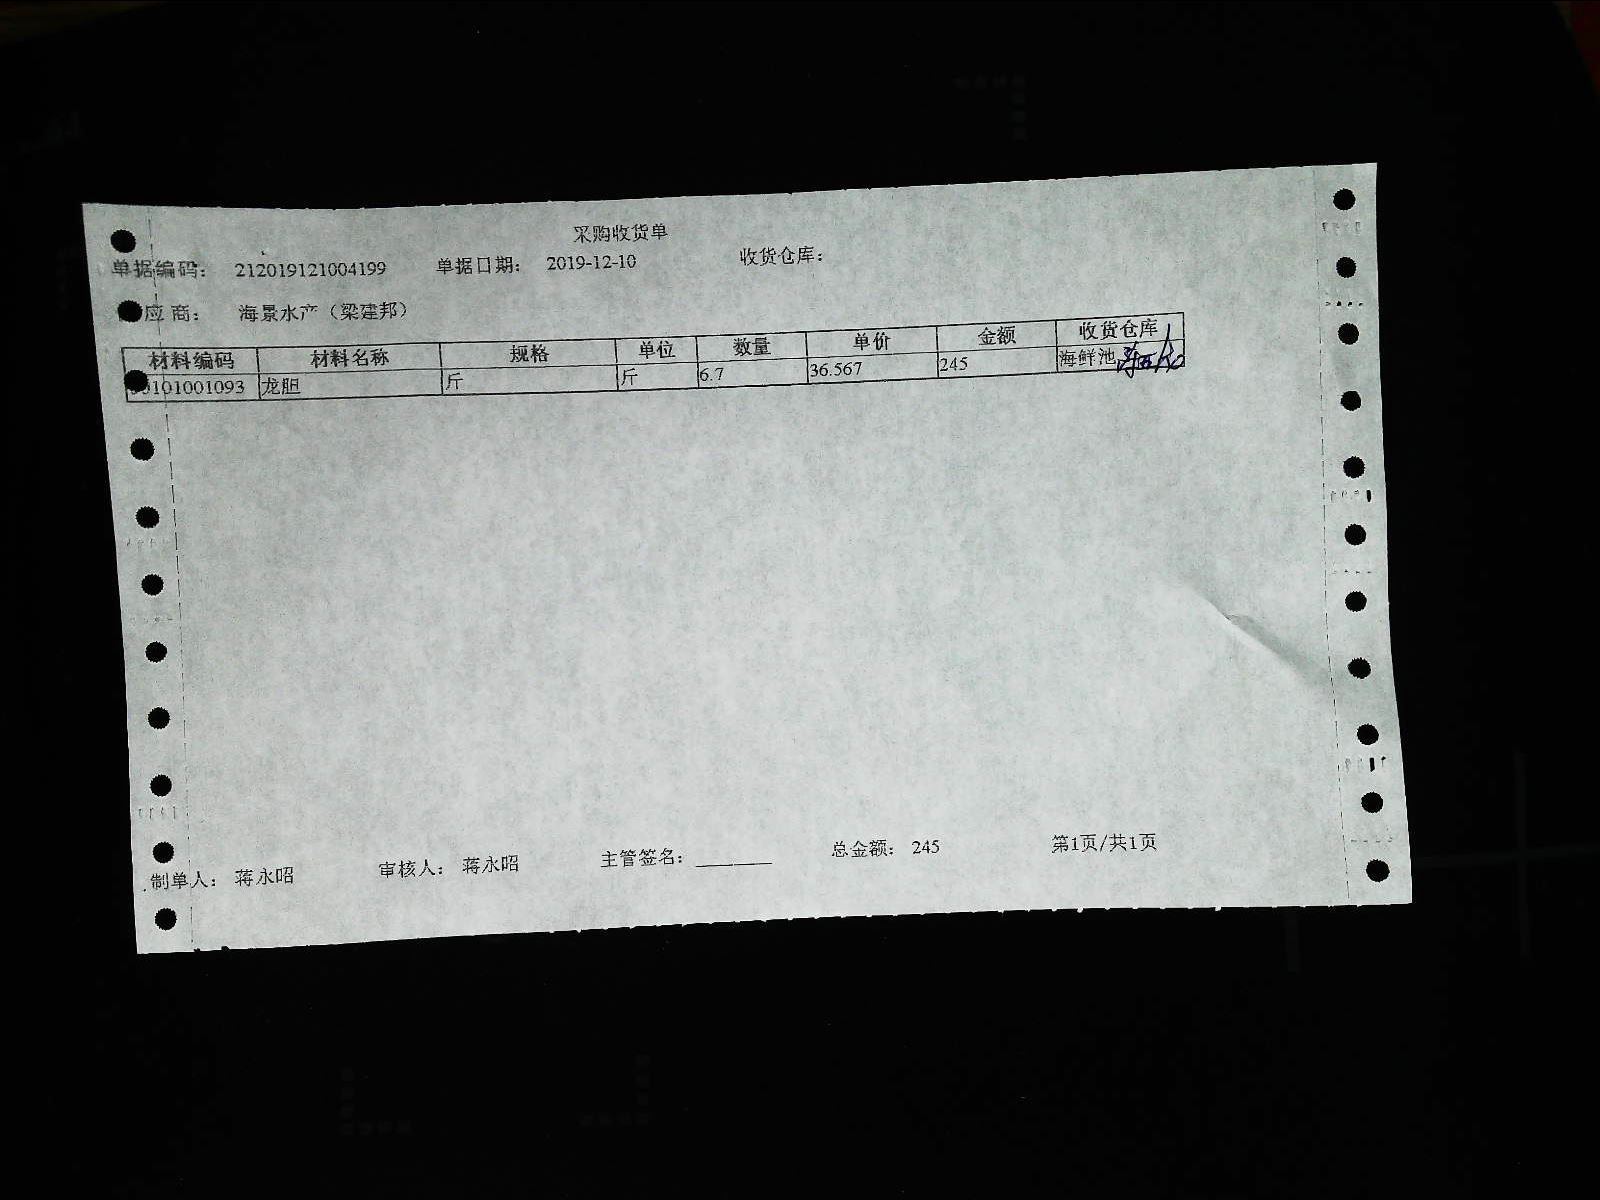 采购收货单
单据编码： 212019121004199 单据日期： 2019-12-10 收货仓库：
应商： 海景水产（梁建邦）
材料编码 材料名称 规格 单位 数量 单价 金额 收货仓库
0101001093 龙胆 斤 斤 6.7 36.567 245 海鲜池
制单人： 蒋永昭 审核人： 蒋永昭 主管签名：________ 总金额： 245 第1页/共1页